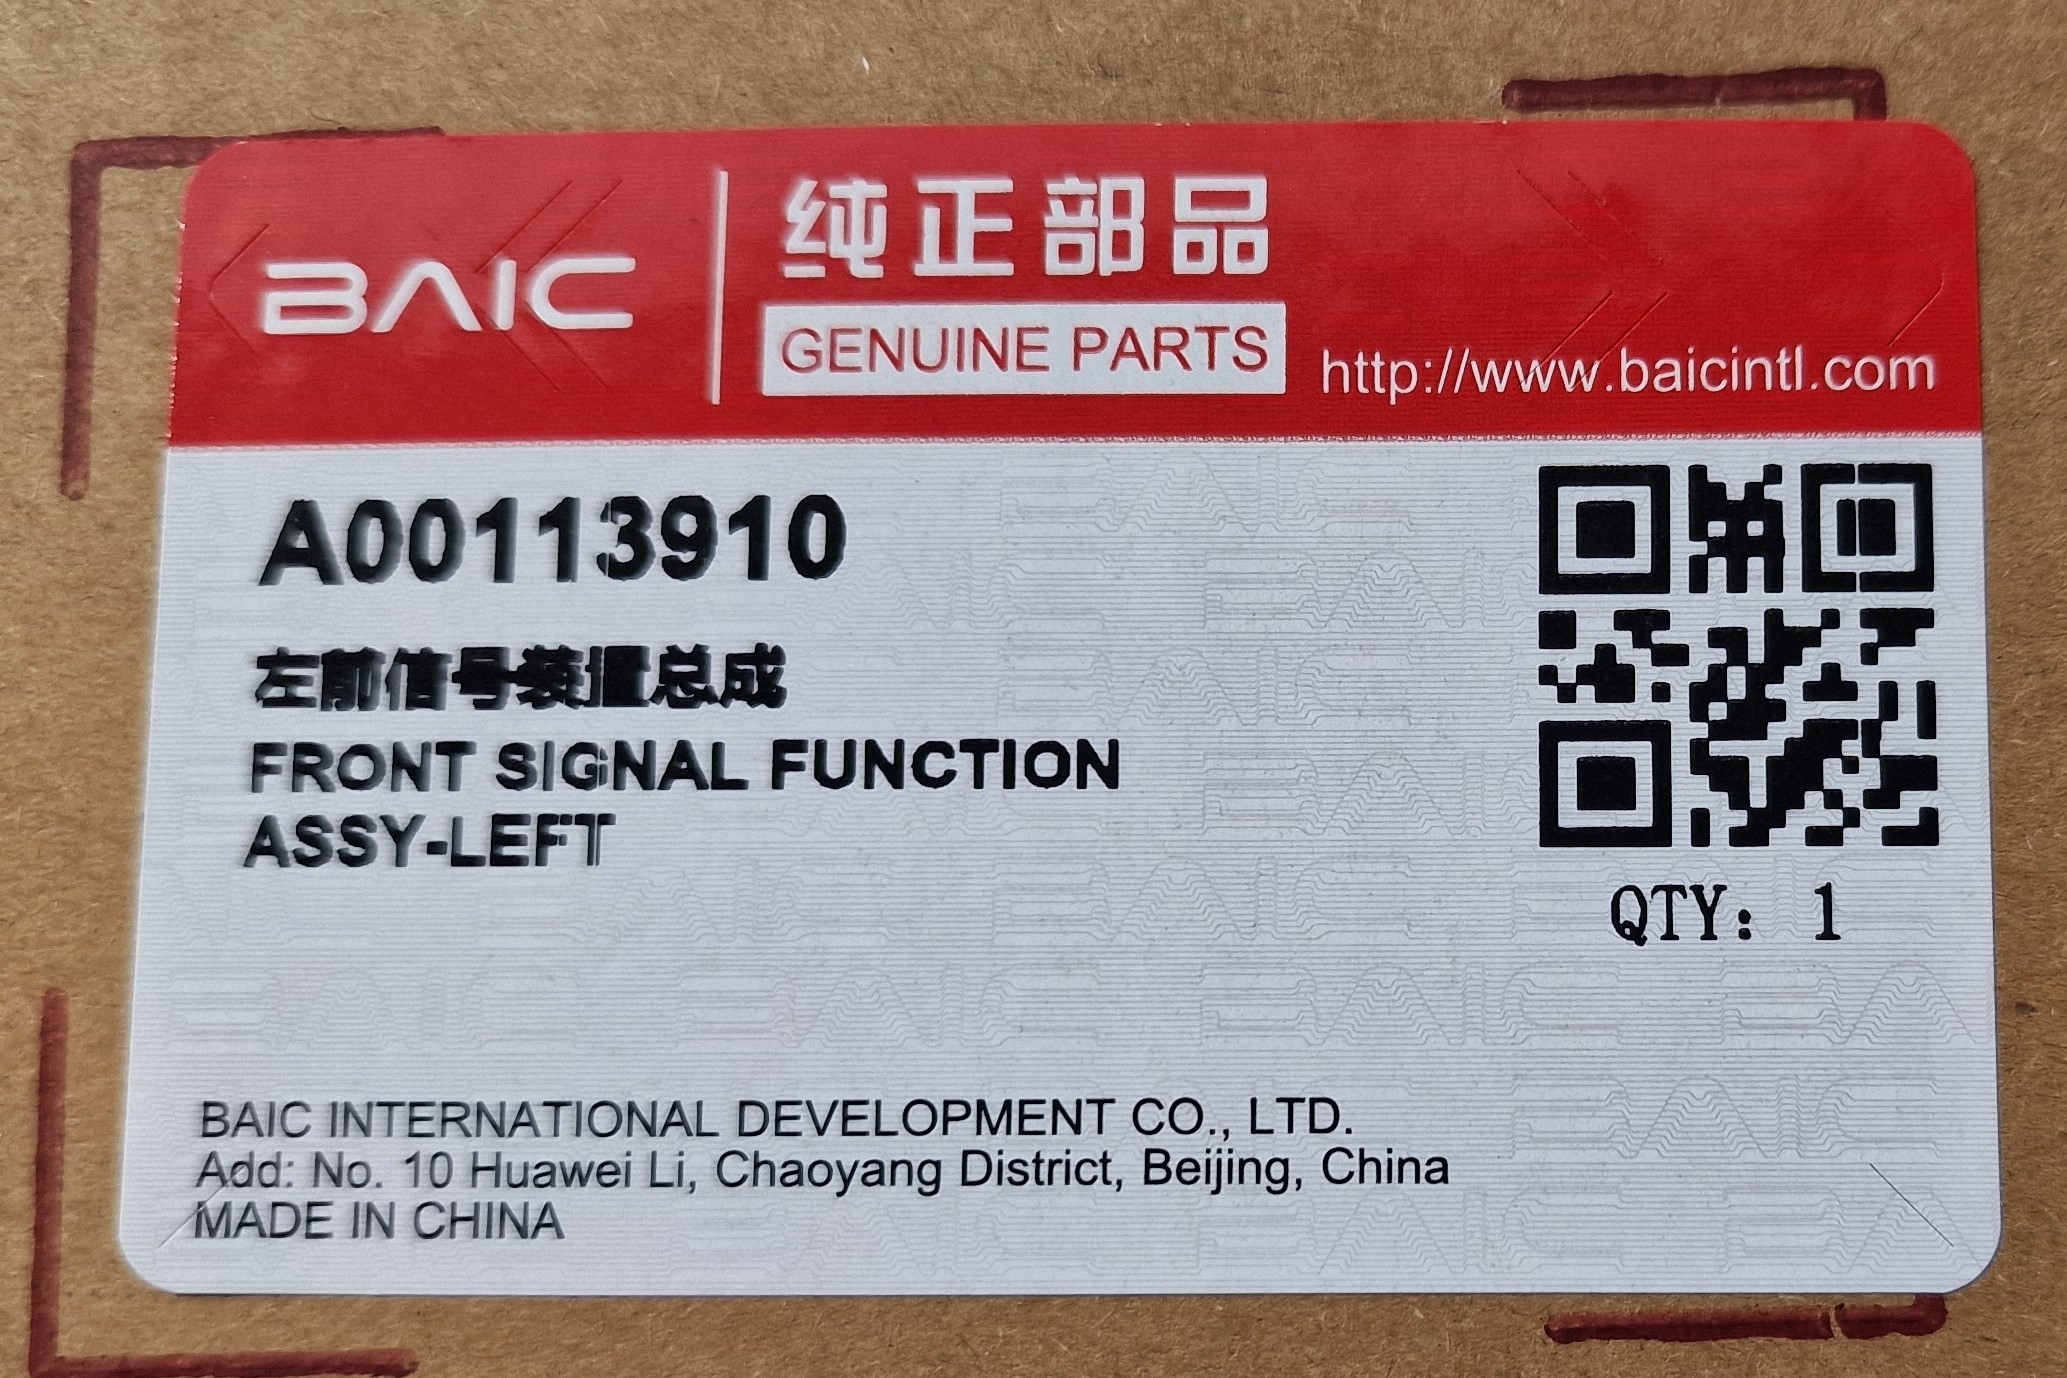 BAIC
纯正部品
GENUINE PARTS
http://www.baicintl.com
A00113910
左前信号装置总成
FRONT SIGNAL FUNCTION
ASSY-LEFT
QTY: 1
BAIC INTERNATIONAL DEVELOPMENT CO., LTD.
Add: No. 10 Huawei Li, Chaoyang District, Beijing, China
MADE IN CHINA